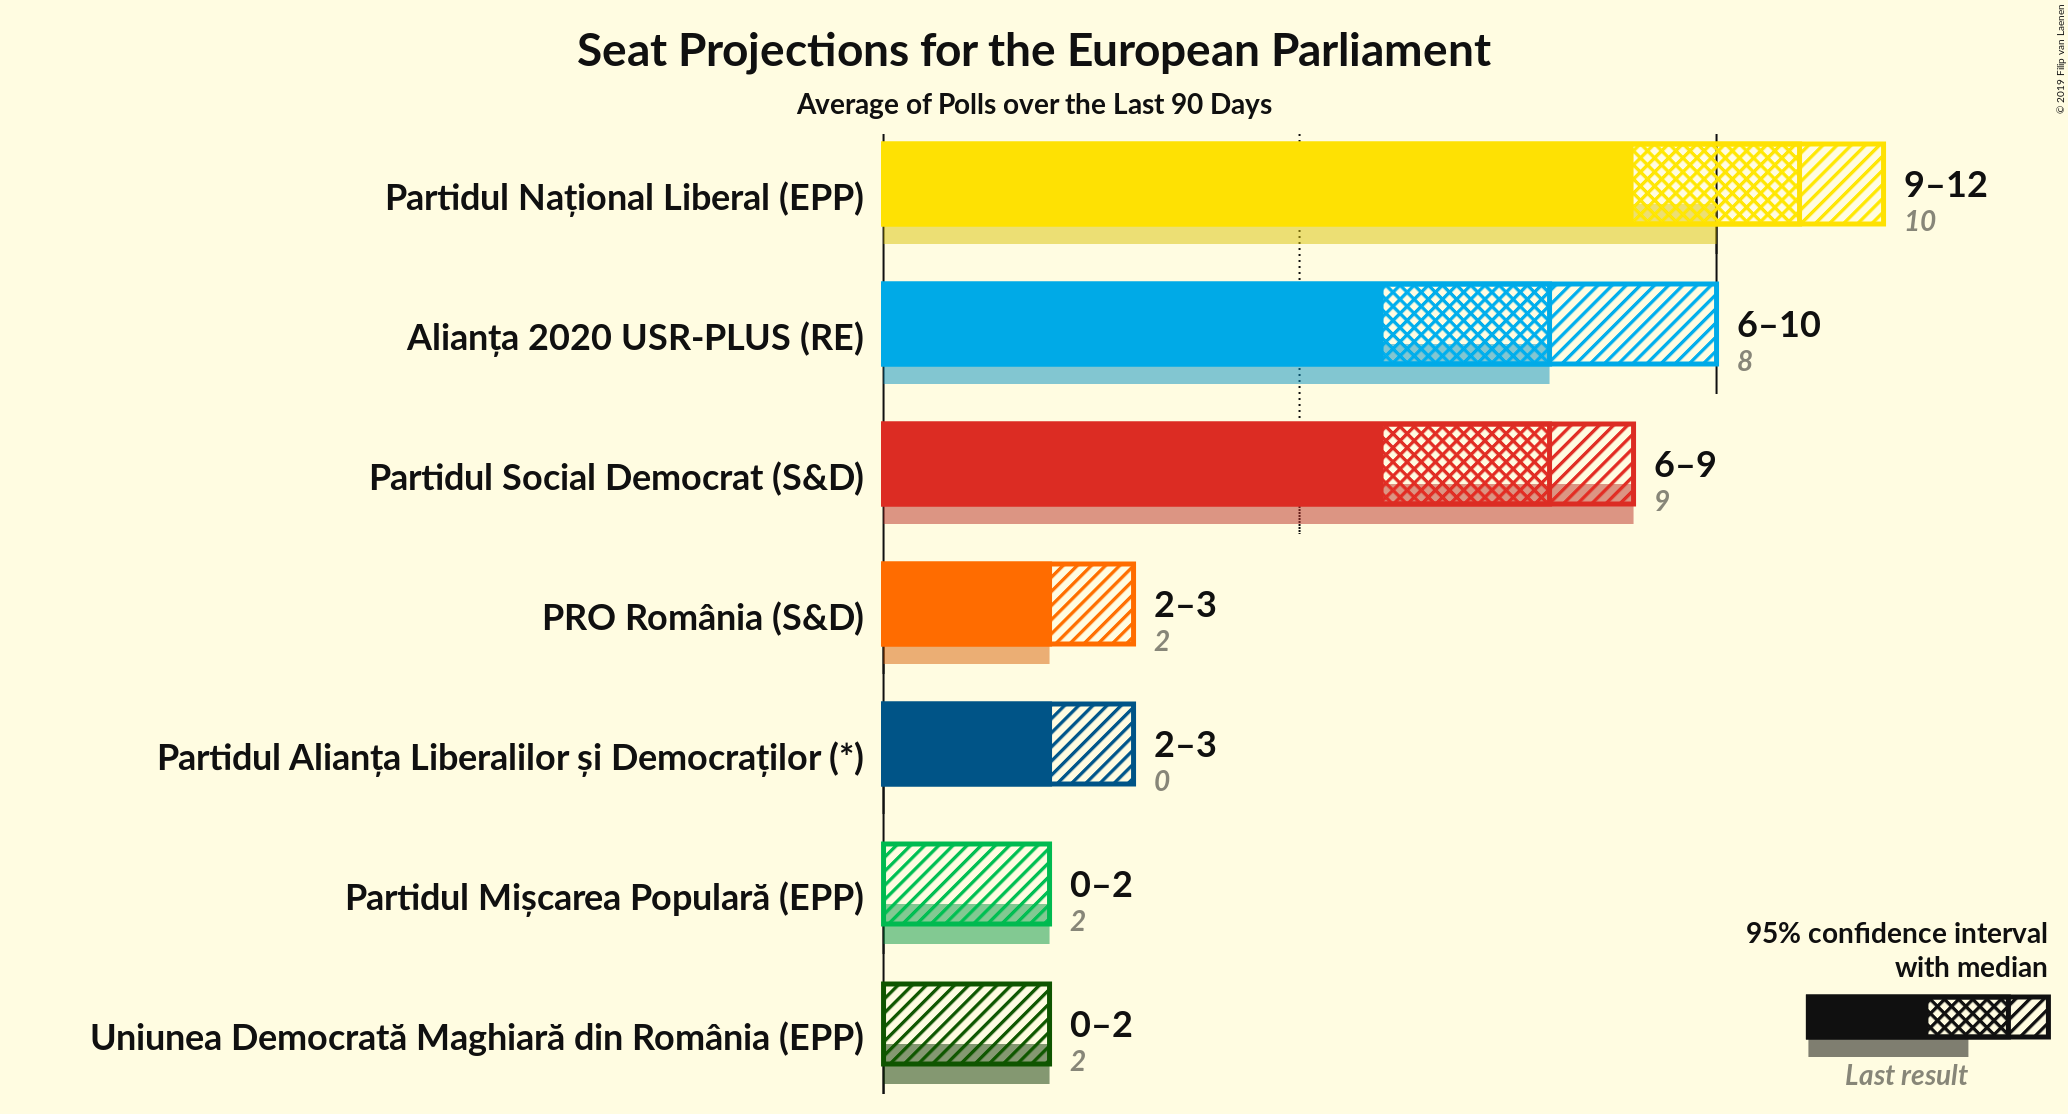 Seat Projections for the European Parliament
Average of Polls over the Last 90 Days
© 2019 Filip van Laenen
Partidul Național Liberal (EPP)
9–12
10
Alianța 2020 USR-PLUS (RE)
6–10
8
Partidul Social Democrat (S&D)
6–9
9
PRO România (S&D)
2–3
2
Partidul Alianța Liberalilor și Democraților (*)
2–3
0
Partidul Mișcarea Populară (EPP)
0–2
2
Uniunea Democrată Maghiară din România (EPP)
0–2
2
95% confidence interval
with median
Last result